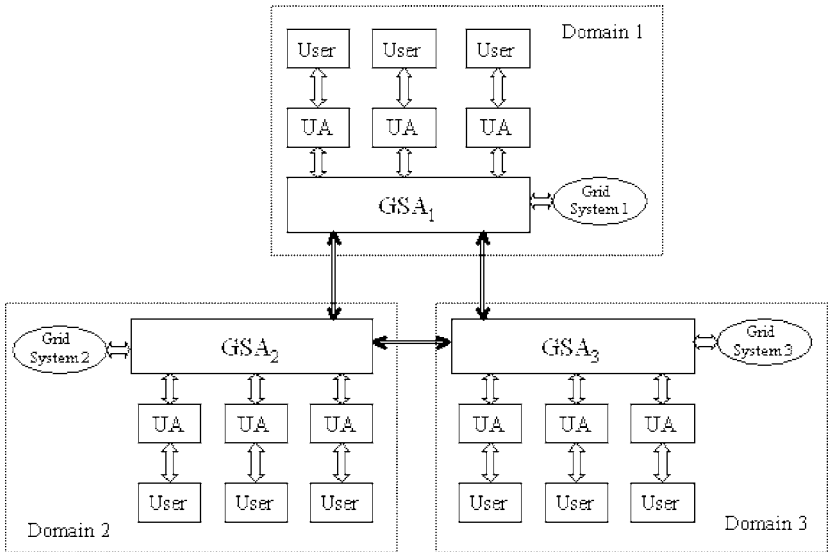 Domain 1
User User User
UA UA UA
GSA₁
Grid
System 1
Grid
System 2
GSA₂
GSA₃
Grid
System 3
UA UA UA
UA UA UA
User User User
User User User
Domain 2
Domain 3